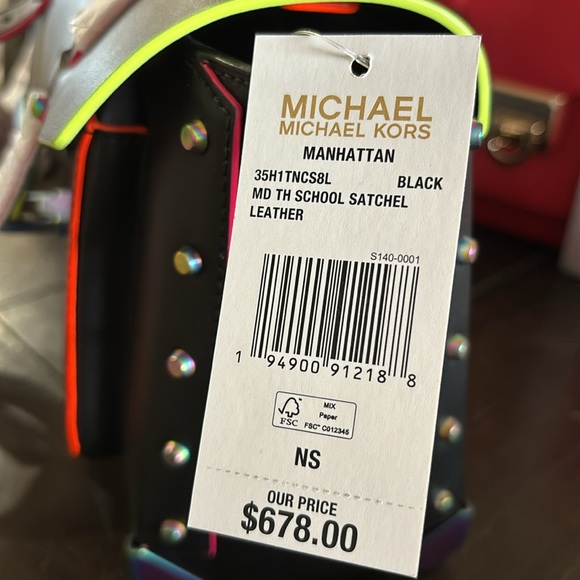 MICHAEL
MICHAEL KORS
MANHATTAN
35H1TNCS8L BLACK
MD TH SCHOOL SATCHEL
LEATHER
S140-0001
1 94900 91218 8
FSC
MIX
Paper
FSC™ C012345
NS
OUR PRICE
$678.00